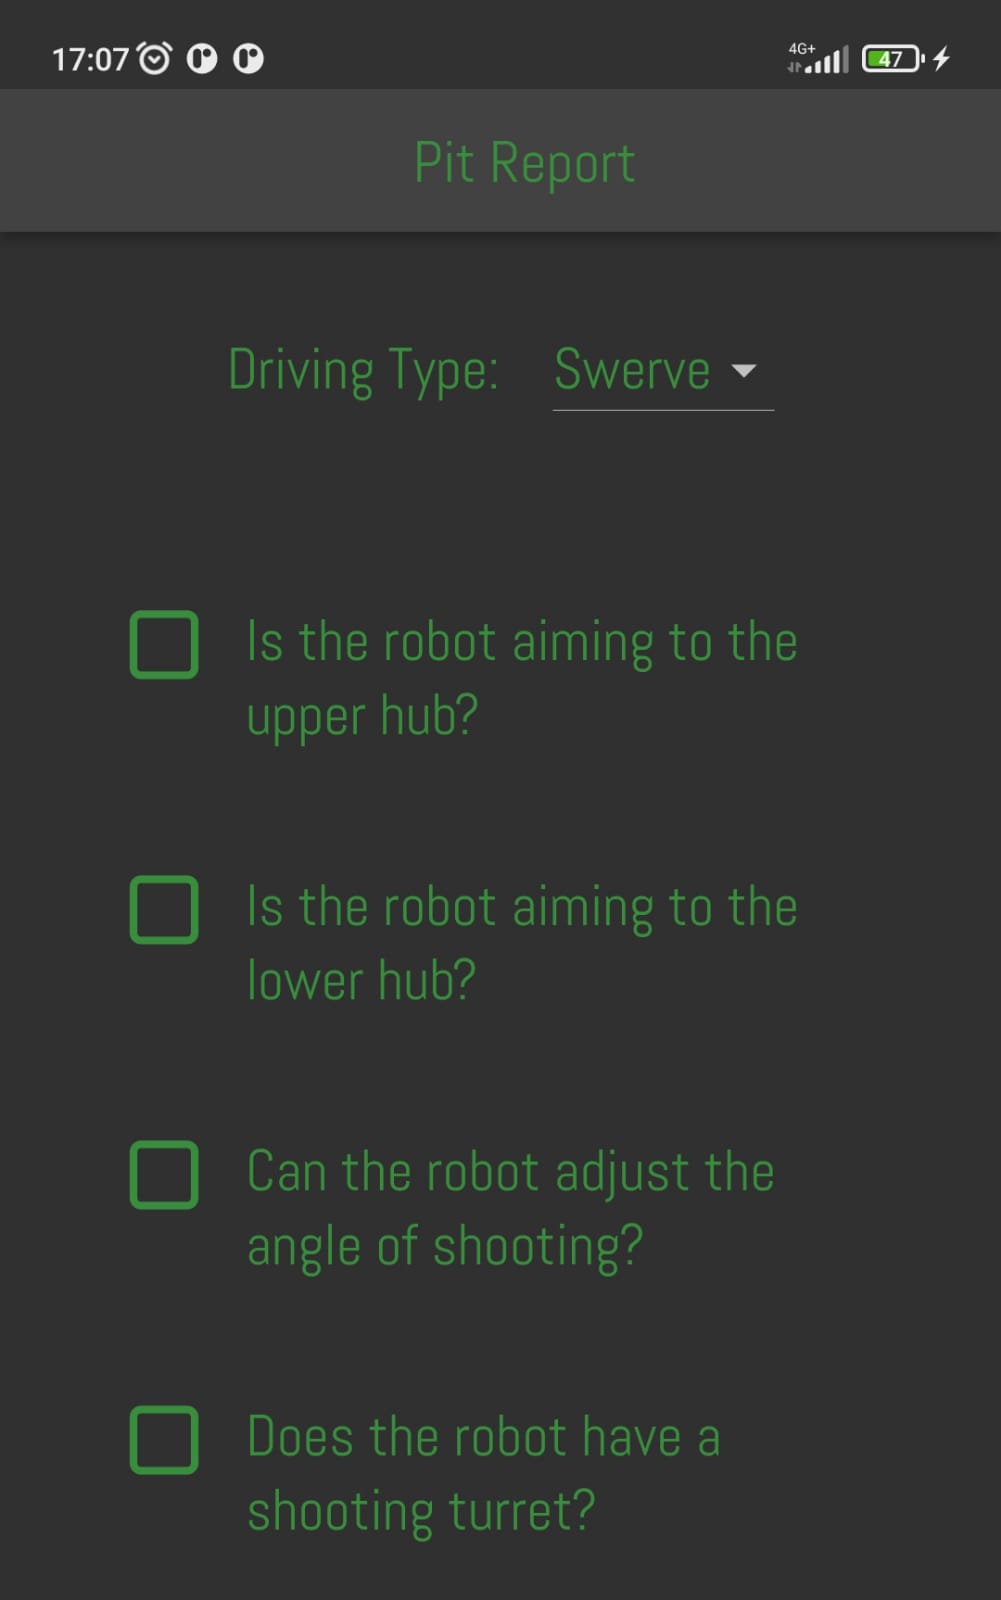 17:07 4G+ 47
Pit Report
Driving Type: Swerve
Is the robot aiming to the
upper hub?
Is the robot aiming to the
lower hub?
Can the robot adjust the
angle of shooting?
Does the robot have a
shooting turret?